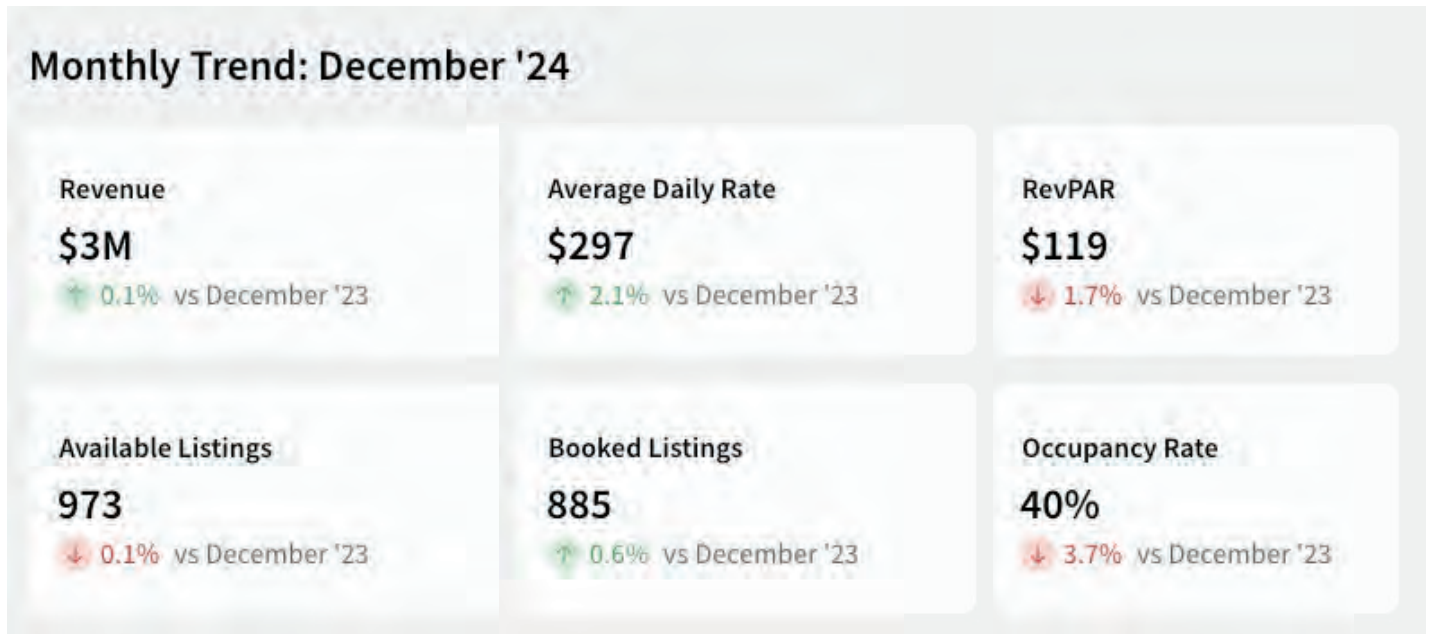 Monthly Trend: December '24
Revenue
$3M
↑ 0.1% vs December '23
Average Daily Rate
$297
↑ 2.1% vs December '23
RevPAR
$119
↓ 1.7% vs December '23
Available Listings
973
↓ 0.1% vs December '23
Booked Listings
885
↑ 0.6% vs December '23
Occupancy Rate
40%
↓ 3.7% vs December '23